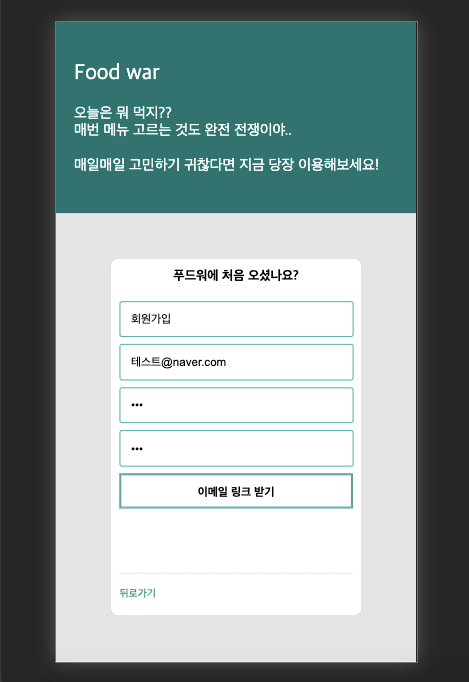 Food war
오늘은 뭐 먹지??
매번 메뉴 고르는 것도 완전 전쟁이야..
매일매일 고민하기 귀찮다면 지금 당장 이용해보세요!
푸드워에 처음 오셨나요?
회원가입
테스트@naver.com
•••
•••
이메일 링크 받기
뒤로가기